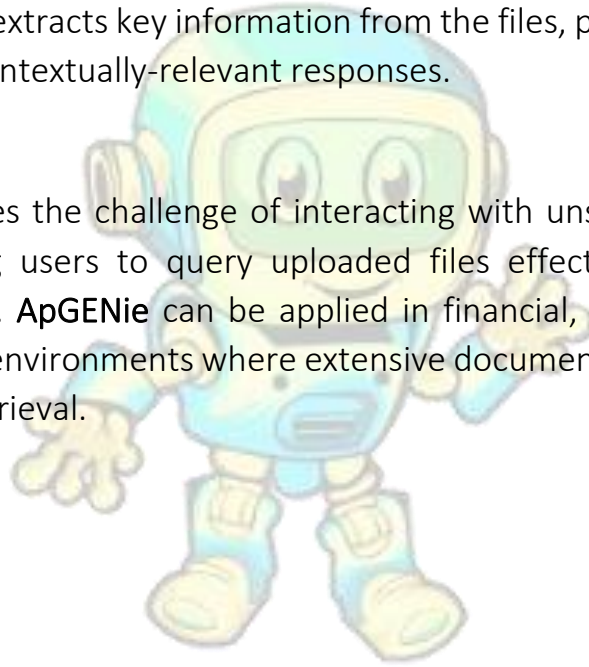 extracts key information from the files, p
ntextually-relevant responses.
es the challenge of interacting with uns
g users to query uploaded files effect
. ApGENie can be applied in financial,
environments where extensive documen
rieval.